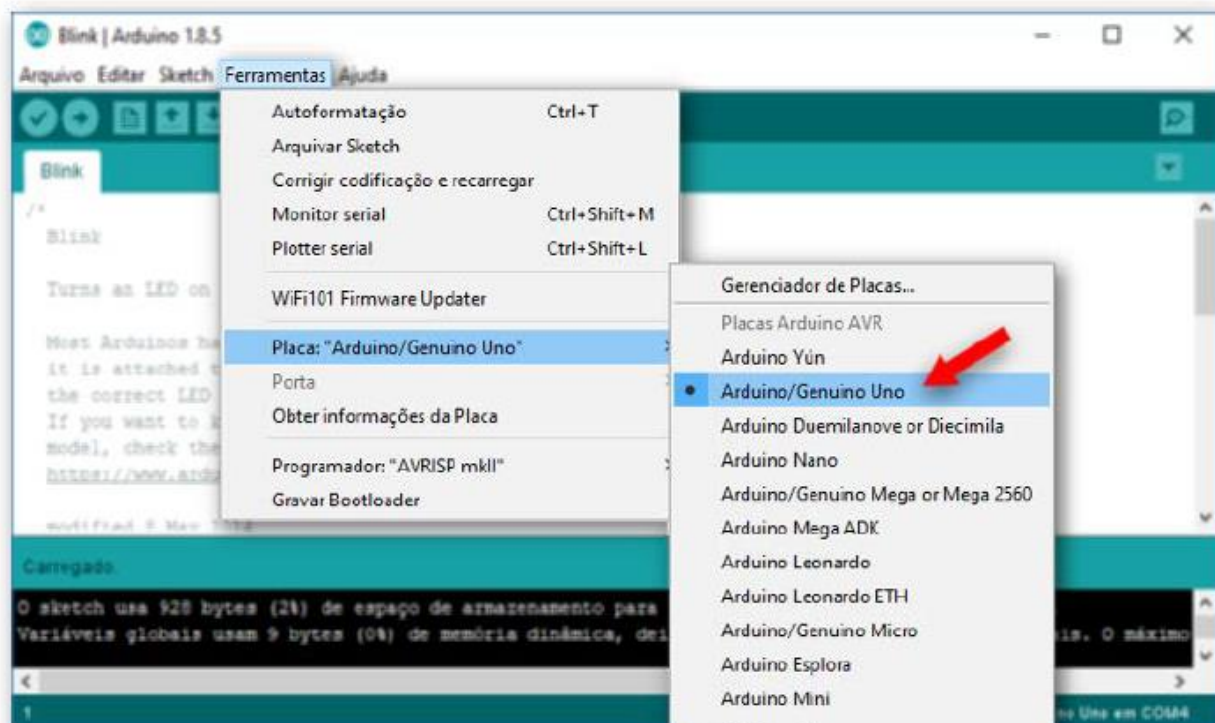 Blink | Arduino 1.8.5
Arquivo Editar Sketch Ferramentas Ajuda
Autoformatação Ctrl+T
Arquivar Sketch
Corrigir codificação e recarregar
Monitor serial Ctrl+Shift+M
Plotter serial Ctrl+Shift+L
WiFi101 Firmware Updater
Placa: "Arduino/Genuino Uno"
Porta
Obter informações da Placa
Programador: "AVRISP mkII"
Gravar Bootloader
Gerenciador de Placas...
Placas Arduino AVR
Arduino Yún
Arduino/Genuino Uno
Arduino Duemilanove or Diecimila
Arduino Nano
Arduino/Genuino Mega or Mega 2560
Arduino Mega ADK
Arduino Leonardo
Arduino Leonardo ETH
Arduino/Genuino Micro
Arduino Esplora
Arduino Mini
Blink
/*
Blink
Turns an LED on
Most Arduinos
it is attached
the correct LED
If you want to
model, check the
https://www.
modified 8 May 2014
Carregado.
O sketch usa 928 bytes (2%) de espaço de armazenamento para
Variáveis globais usam 9 bytes (0%) de memória dinâmica, O máximo
1 Uno em COM4